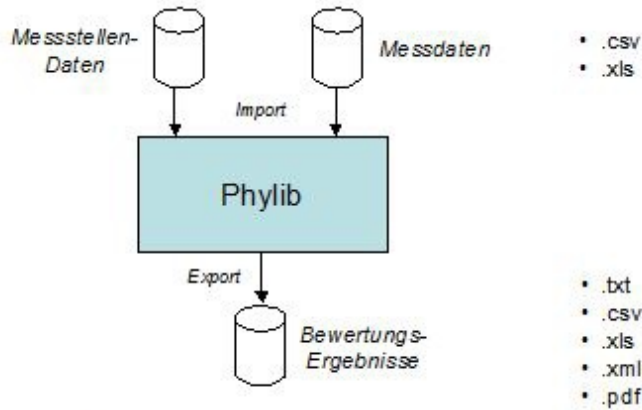 Messstellen-
Daten
Messdaten
• .csv
• .xls
Import
Phylib
Export
Bewertungs-
Ergebnisse
• .txt
• .csv
• .xls
• .xml
• .pdf